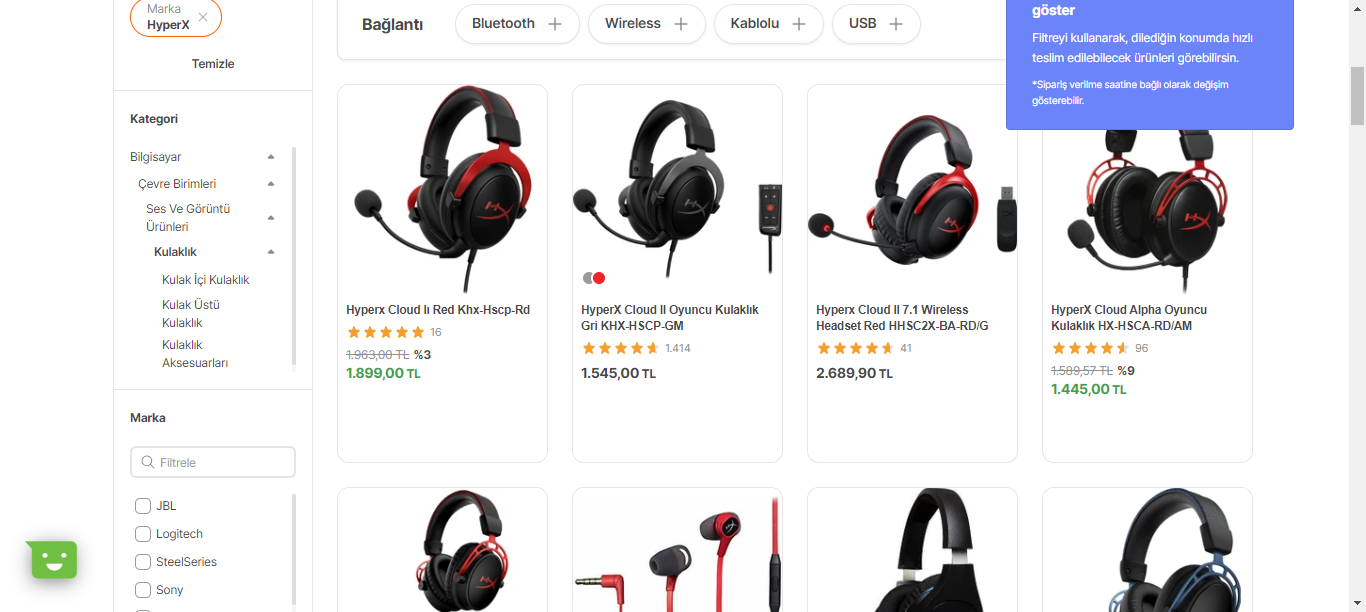 Marka
HyperX
Temizle
Kategori
Bilgisayar
Çevre Birimleri
Ses Ve Görüntü
Ürünleri
Kulaklık
Kulak İçi Kulaklık
Kulak Üstü
Kulaklık
Kulaklık
Aksesuarları
Marka
Filtrele
JBL
Logitech
SteelSeries
Sony
Bağlantı
Bluetooth
Wireless
Kablolu
USB
göster
Filtreyi kullanarak, dilediğin konumda hızlı
teslim edilebilecek ürünleri görebilirsin.
*Sipariş verilme saatine bağlı olarak değişim
gösterebilir.
Hyperx Cloud Iı Red Khx-Hscp-Rd
16
1.963,00 TL %3
1.899,00 TL
HyperX Cloud II Oyuncu Kulaklık
Gri KHX-HSCP-GM
1.414
1.545,00 TL
Hyperx Cloud II 7.1 Wireless
Headset Red HHSC2X-BA-RD/G
41
2.689,90 TL
HyperX Cloud Alpha Oyuncu
Kulaklık HX-HSCA-RD/AM
96
1.589,57 TL %9
1.445,00 TL